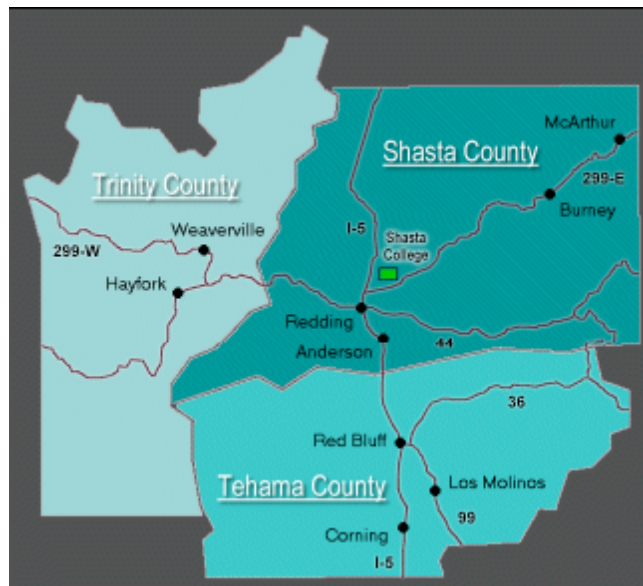 McArthur
Shasta County
299-E
Trinity County
Burney
Weaverville
I-5
Shasta
College
299-W
Hayfork
Redding
Anderson
44
36
Red Bluff
Tehama County
Los Molinos
99
Corning
I-5